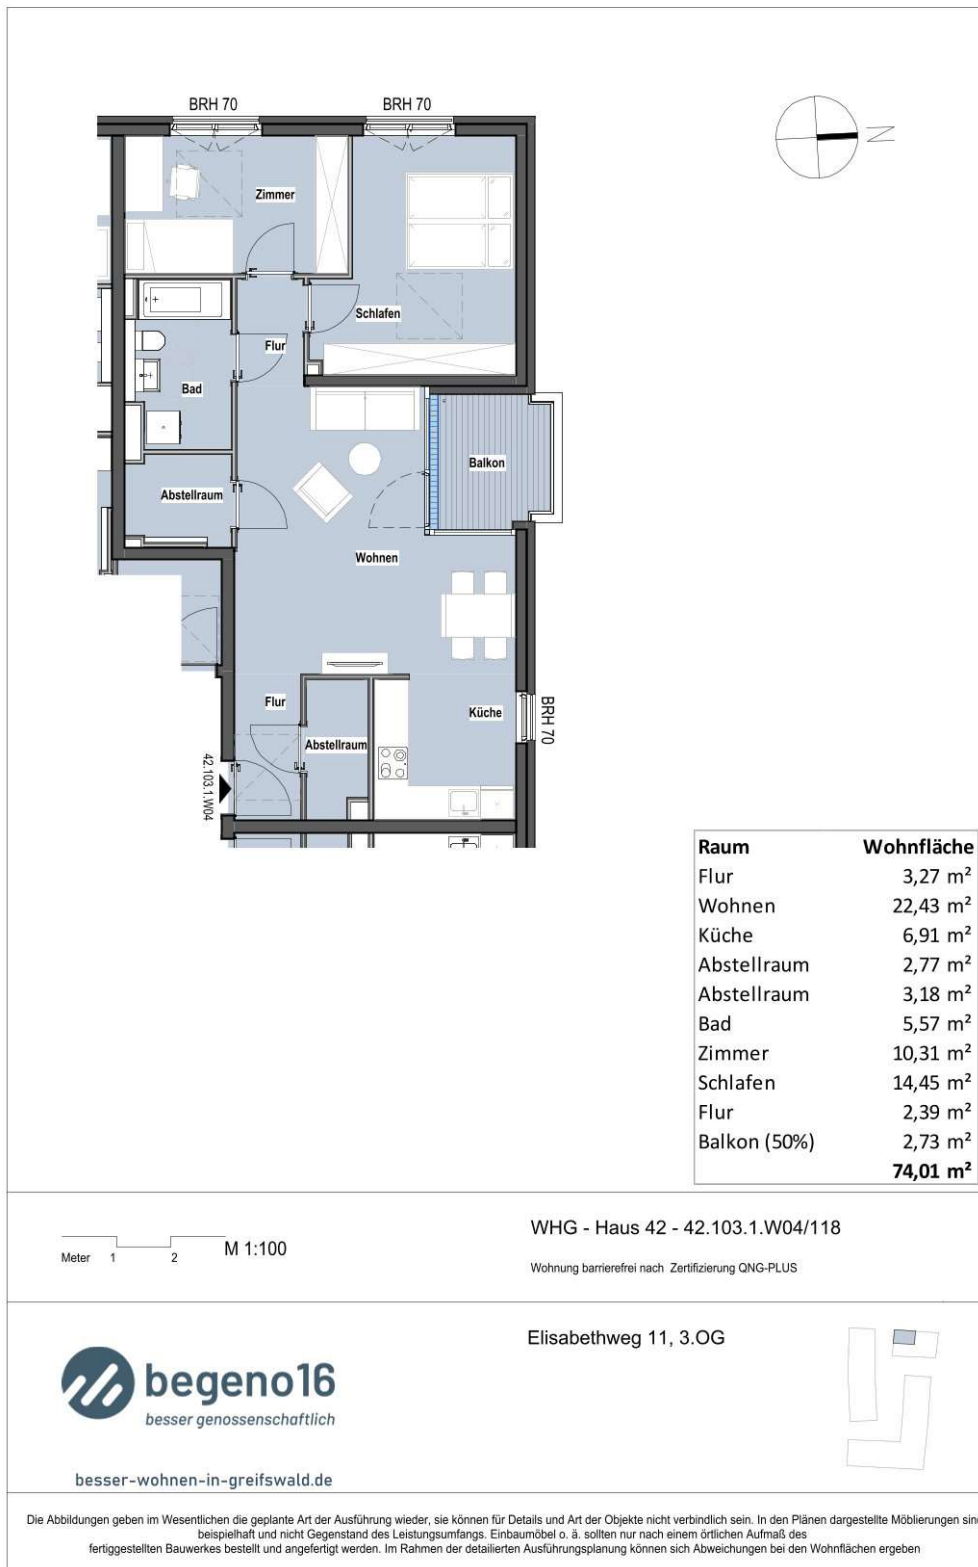 BRH 70
BRH 70
N
Zimmer
Schlafen
Flur
Bad
Balkon
Abstellraum
Wohnen
Flur
Küche
BRH 70
Abstellraum
42.103.1.W04
Raum Wohnfläche
Flur 3,27 m²
Wohnen 22,43 m²
Küche 6,91 m²
Abstellraum 2,77 m²
Abstellraum 3,18 m²
Bad 5,57 m²
Zimmer 10,31 m²
Schlafen 14,45 m²
Flur 2,39 m²
Balkon (50%) 2,73 m²
74,01 m²
Meter 1 2 M 1:100
WHG - Haus 42 - 42.103.1.W04/118
Wohnung barrierefrei nach Zertifizierung QNG-PLUS
Elisabethweg 11, 3.OG
begeno16
besser genossenschaftlich
besser-wohnen-in-greifswald.de
Die Abbildungen geben im Wesentlichen die geplante Art der Ausführung wieder, sie können für Details und Art der Objekte nicht verbindlich sein. In den Plänen dargestellte Möblierungen sin
beispielhaft und nicht Gegenstand des Leistungsumfangs. Einbaumöbel o. ä. sollten nur nach einem örtlichen Aufmaß des
fertiggestellten Bauwerkes bestellt und angefertigt werden. Im Rahmen der detailierten Ausführungsplanung können sich Abweichungen bei den Wohnflächen ergeben